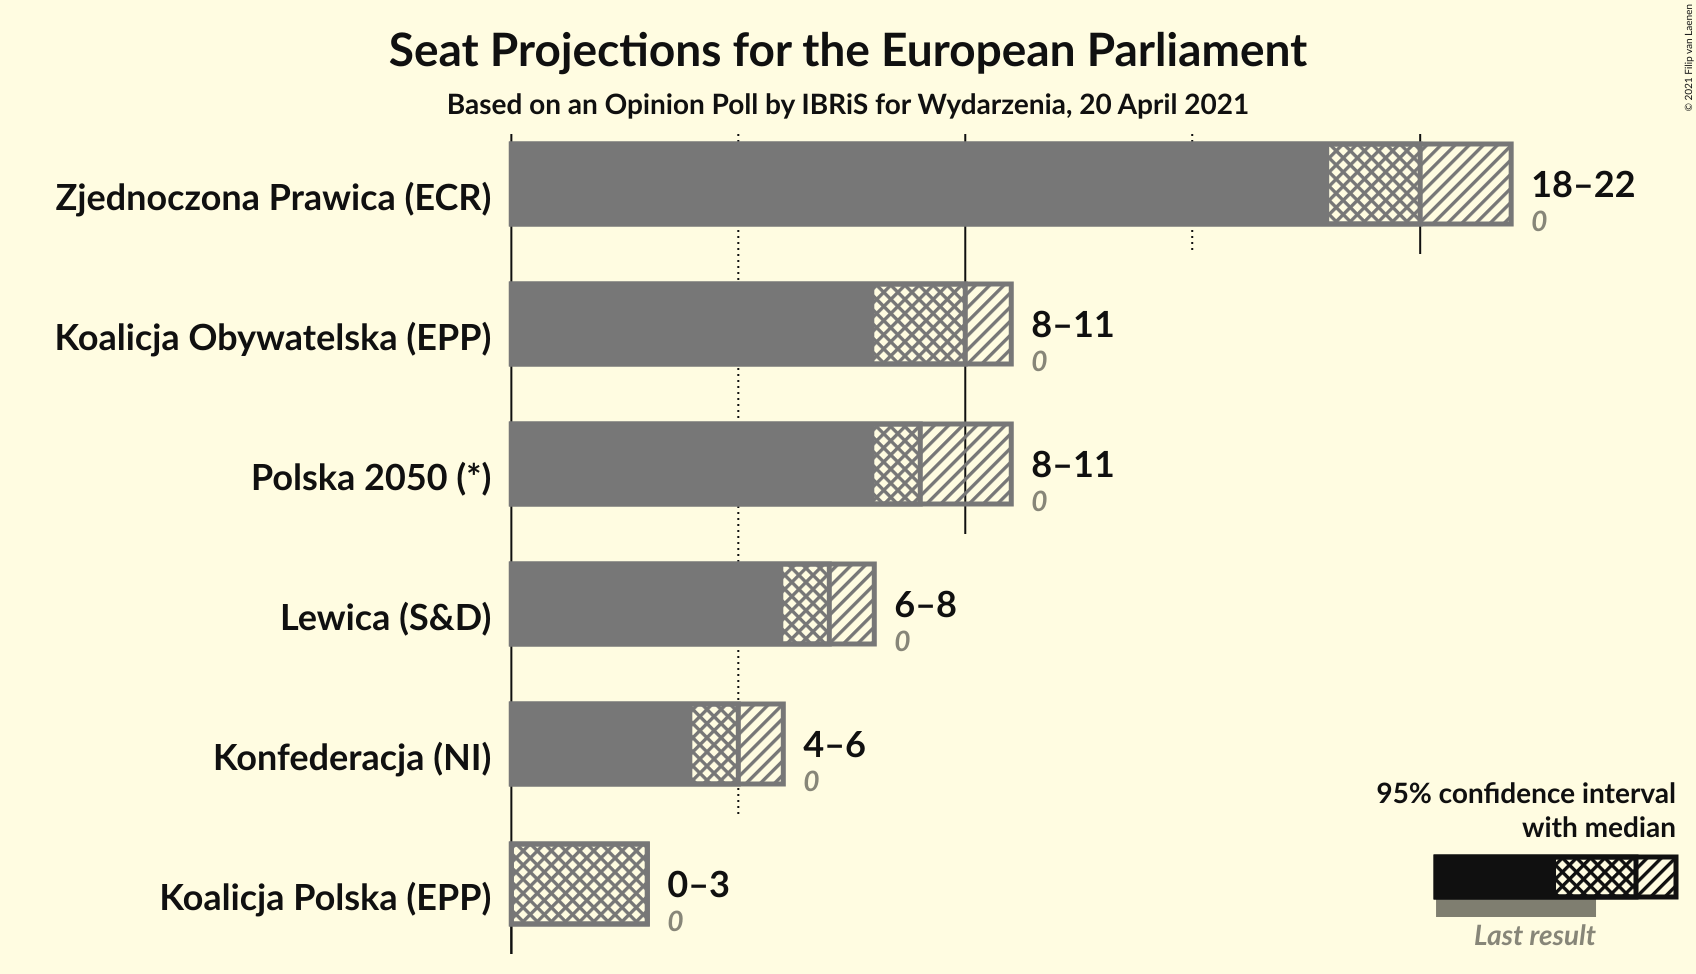 Seat Projections for the European Parliament
Based on an Opinion Poll by IBRiS for Wydarzenia, 20 April 2021
© 2021 Filip van Laenen
Zjednoczona Prawica (ECR)
18–22
0
Koalicja Obywatelska (EPP)
8–11
0
Polska 2050 (*)
8–11
0
Lewica (S&D)
6–8
0
Konfederacja (NI)
4–6
0
Koalicja Polska (EPP)
0–3
0
95% confidence interval
with median
Last result